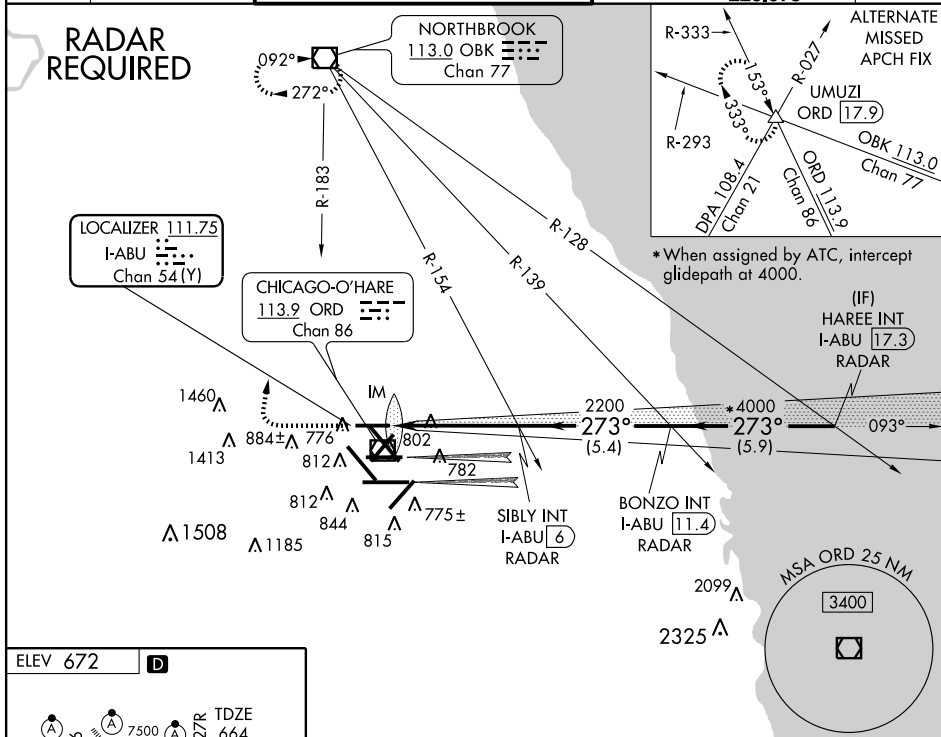 RADAR
REQUIRED
NORTHBROOK
113.0 OBK
Chan 77
092°
272°
R-183
R-154
R-139
R-128
ALTERNATE
MISSED
APCH FIX
R-333
R-027
153°
333°
UMUZI
ORD 17.9
R-293
OBK 113.0
Chan 77
DPA 108.4
Chan 21
ORD 113.9
Chan 86
* When assigned by ATC, intercept
glidepath at 4000.
LOCALIZER 111.75
I-ABU
Chan 54 (Y)
CHICAGO-O'HARE
113.9 ORD
Chan 86
(IF)
HAREE INT
I-ABU 17.3
RADAR
IM
2200
273°
(5.4)
*4000
273°
(5.9)
093°
1460
1413
884±
776
802
812
782
812
844
815
775±
1508
1185
SIBLY INT
I-ABU 6
RADAR
BONZO INT
I-ABU 11.4
RADAR
2099
2325
MSA ORD 25 NM
3400
ELEV 672
D
A
A
7500
A
27R
TDZE
664